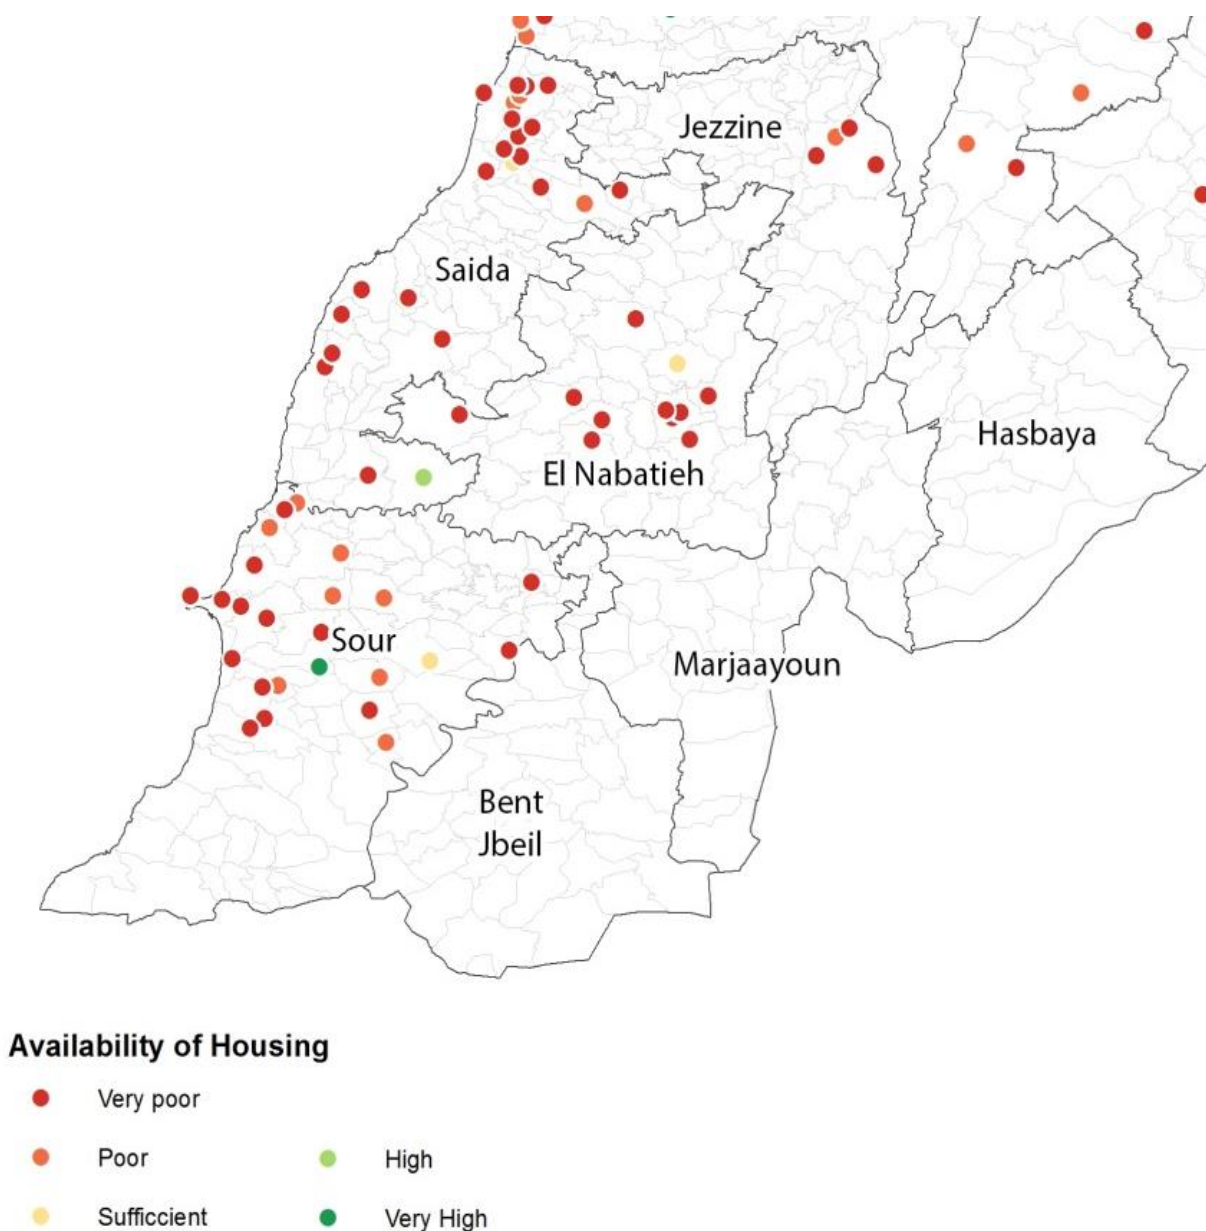 Jezzine
Saida
Hasbaya
El Nabatieh
Sour
Marjaayoun
Bent
Jbeil
Availability of Housing
Very poor
Poor
High
Sufficcient
Very High